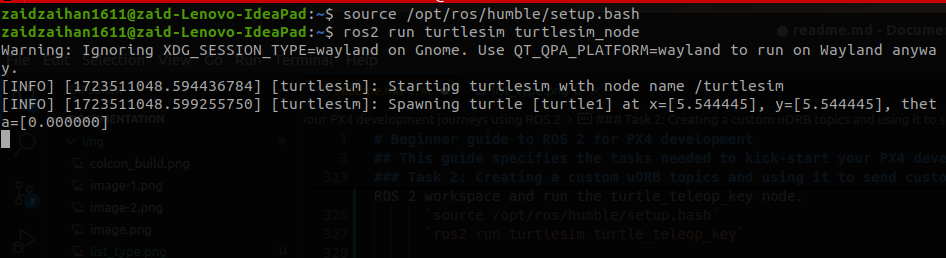 zaidzaihan1611@zaid-Lenovo-IdeaPad:~$ source /opt/ros/humble/setup.bash
zaidzaihan1611@zaid-Lenovo-IdeaPad:~$ ros2 run turtlesim turtlesim_node
readme.md - Docume
Warning: Ignoring XDG_SESSION_TYPE=wayland on Gnome. Use QT_QPA_PLATFORM=wayland to run on Wayland anywa
y.
Go Run Terminal Help
[INFO] [1723511048.594436784] [turtlesim]: Starting turtlesim with node name /turtlesim
[INFO] [1723511048.599255750] [turtlesim]: Spawning turtle [turtle1] at x=[5.544445], y=[5.544445], thet
a=[0.000000]
MENTATION
your PX4 development journeys using ROS 2 > ### Task 2: Creating a custom uORB topics and using it to s
img
1 # Beginner guide to ROS 2 for PX4 development
colcon_build.png
3 ## This guide specifies the tasks needed to kick-start your PX4 deve
image-1.png
313 ### Task 2: Creating a custom uORB topics and using it to send custo
image-2.png
ROS 2 workspace and run the turtle_teleop_key node.
image.png
326 `source /opt/ros/humble/setup.bash`
327 `ros2 run turtlesim turtle_teleop_key`
list_type.png
328